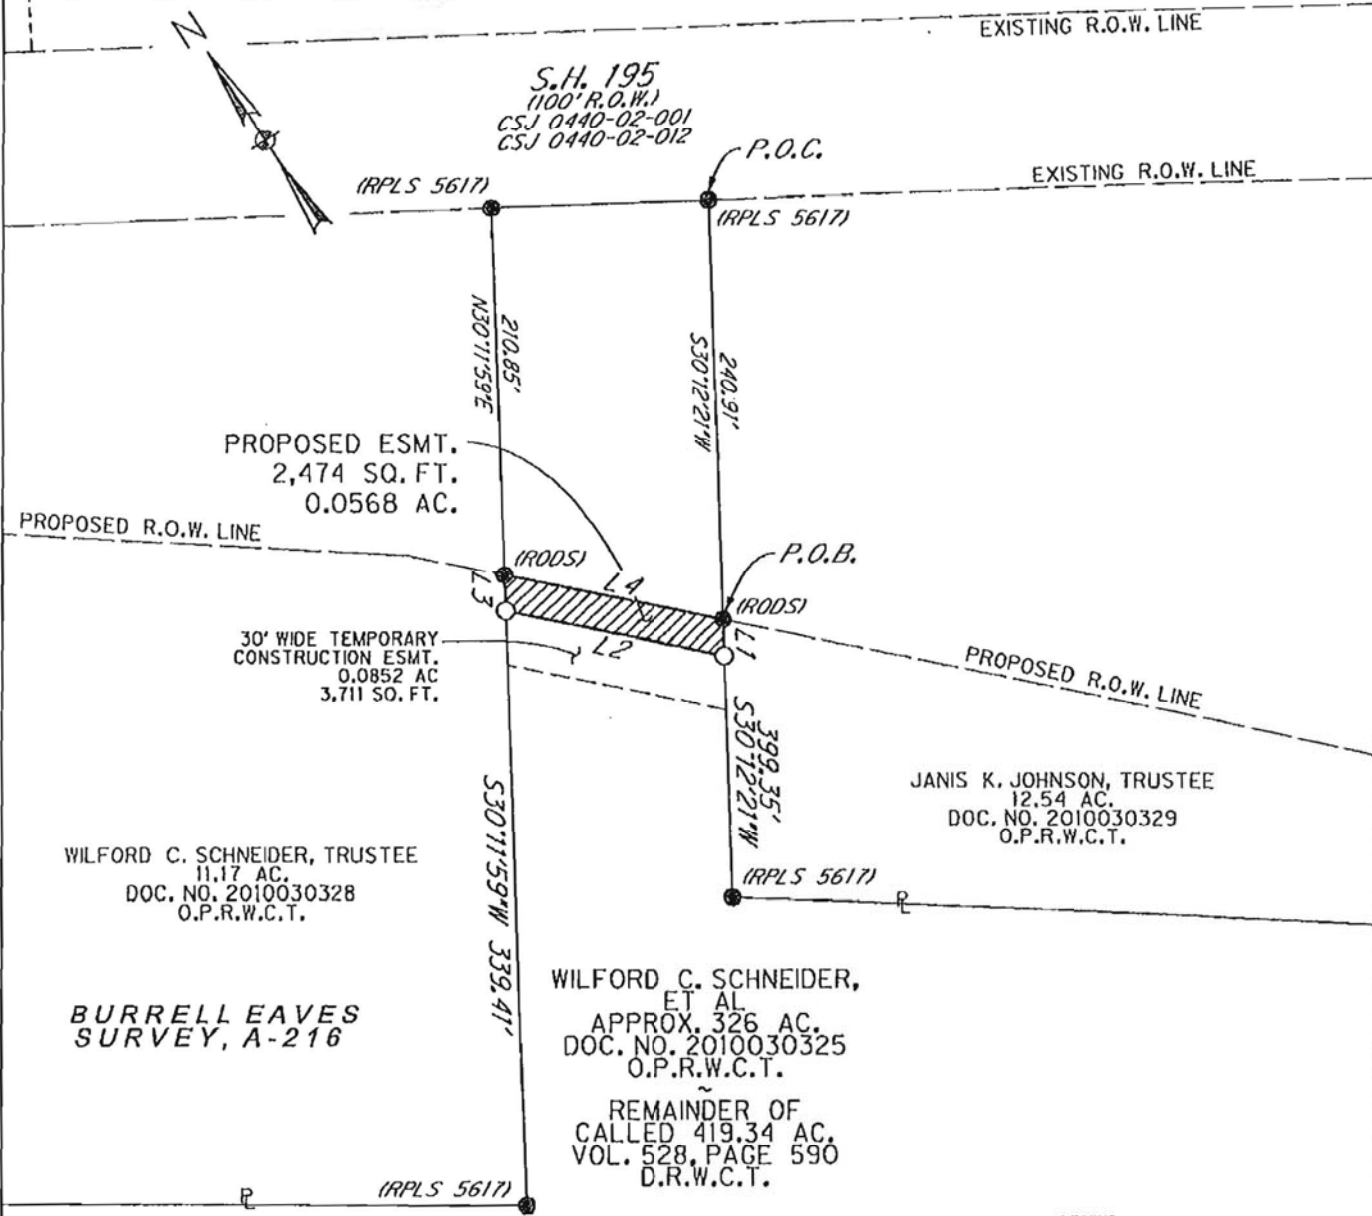 EXISTING R.O.W. LINE
N
S.H. 195
(100' R.O.W.)
CSJ 0440-02-001
CSJ 0440-02-012
P.O.C.
EXISTING R.O.W. LINE
(RPLS 5617)
(RPLS 5617)
210.85'
N30°11'59"E
240.91'
S30°12'21"W
PROPOSED ESMT.
2,474 SQ. FT.
0.0568 AC.
PROPOSED R.O.W. LINE
(RODS)
P.O.B.
L3
L4
(RODS)
L1
L2
30' WIDE TEMPORARY
CONSTRUCTION ESMT.
0.0852 AC
3,711 SQ. FT.
PROPOSED R.O.W. LINE
399.35'
S30°12'21"W
JANIS K. JOHNSON, TRUSTEE
12.54 AC.
DOC. NO. 2010030329
O.P.R.W.C.T.
S30°11'59"W 339.41'
WILFORD C. SCHNEIDER, TRUSTEE
11.17 AC.
DOC. NO. 2010030328
O.P.R.W.C.T.
(RPLS 5617)
PL
WILFORD C. SCHNEIDER,
ET AL
APPROX. 326 AC.
DOC. NO. 2010030325
O.P.R.W.C.T.
~
REMAINDER OF
CALLED 419.34 AC.
VOL. 528, PAGE 590
D.R.W.C.T.
BURRELL EAVES
SURVEY, A-216
PL
(RPLS 5617)